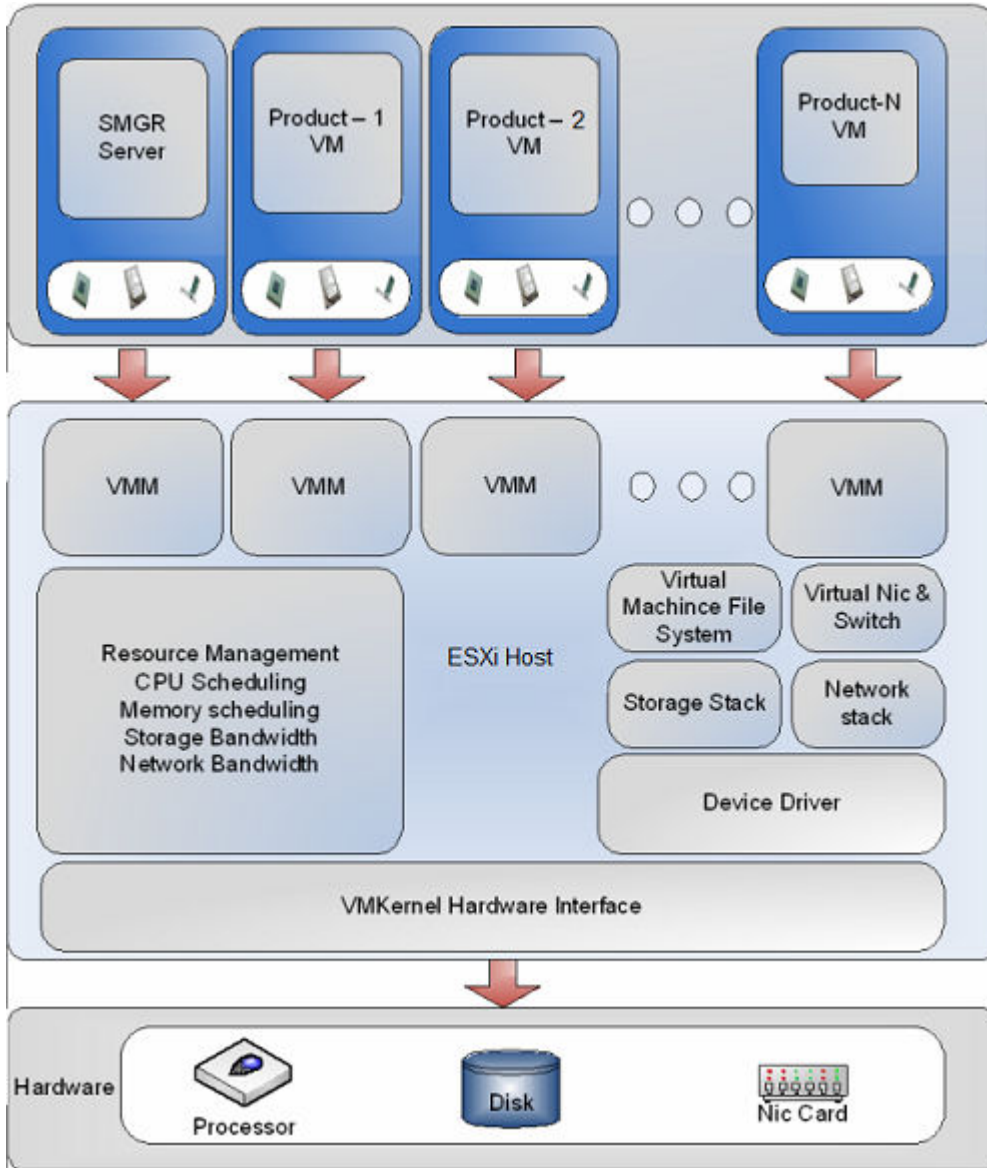 SMGR
Server
Product – 1
VM
Product – 2
VM
Product-N
VM
VMM
VMM
VMM
VMM
Resource Management
CPU Scheduling
Memory scheduling
Storage Bandwidth
Network Bandwidth
ESXi Host
Virtual
Machince File
System
Virtual Nic &
Switch
Storage Stack
Network
stack
Device Driver
VMKernel Hardware Interface
Hardware
Processor
Disk
Nic Card